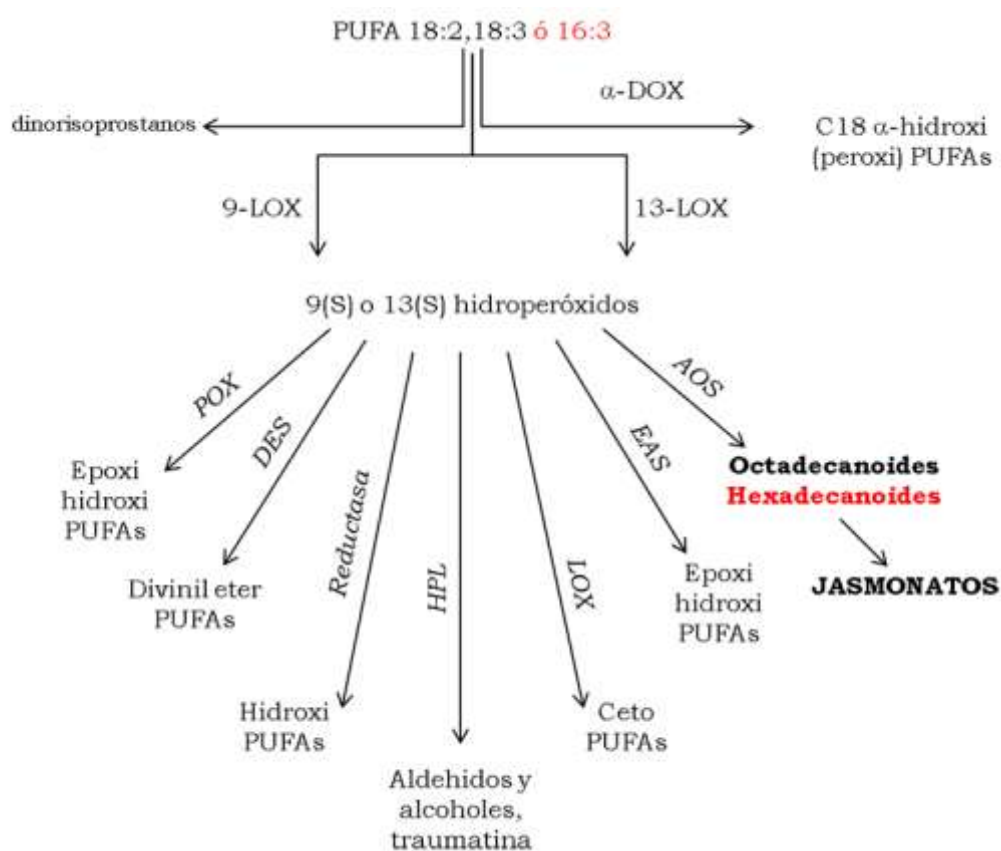 PUFA 18:2,18:3 ó 16:3
α-DOX
dinorisoprostanos
C18 α-hidroxi
(peroxi) PUFAs
9-LOX
13-LOX
9(S) o 13(S) hidroperóxidos
POX
DES
Reductasa
HPL
LOX
EAS
AOS
Epoxi
hidroxi
PUFAs
Divinil eter
PUFAs
Hidroxi
PUFAs
Aldehidos y
alcoholes,
traumatina
Ceto
PUFAs
Epoxi
hidroxi
PUFAs
Octadecanoides
Hexadecanoides
JASMONATOS